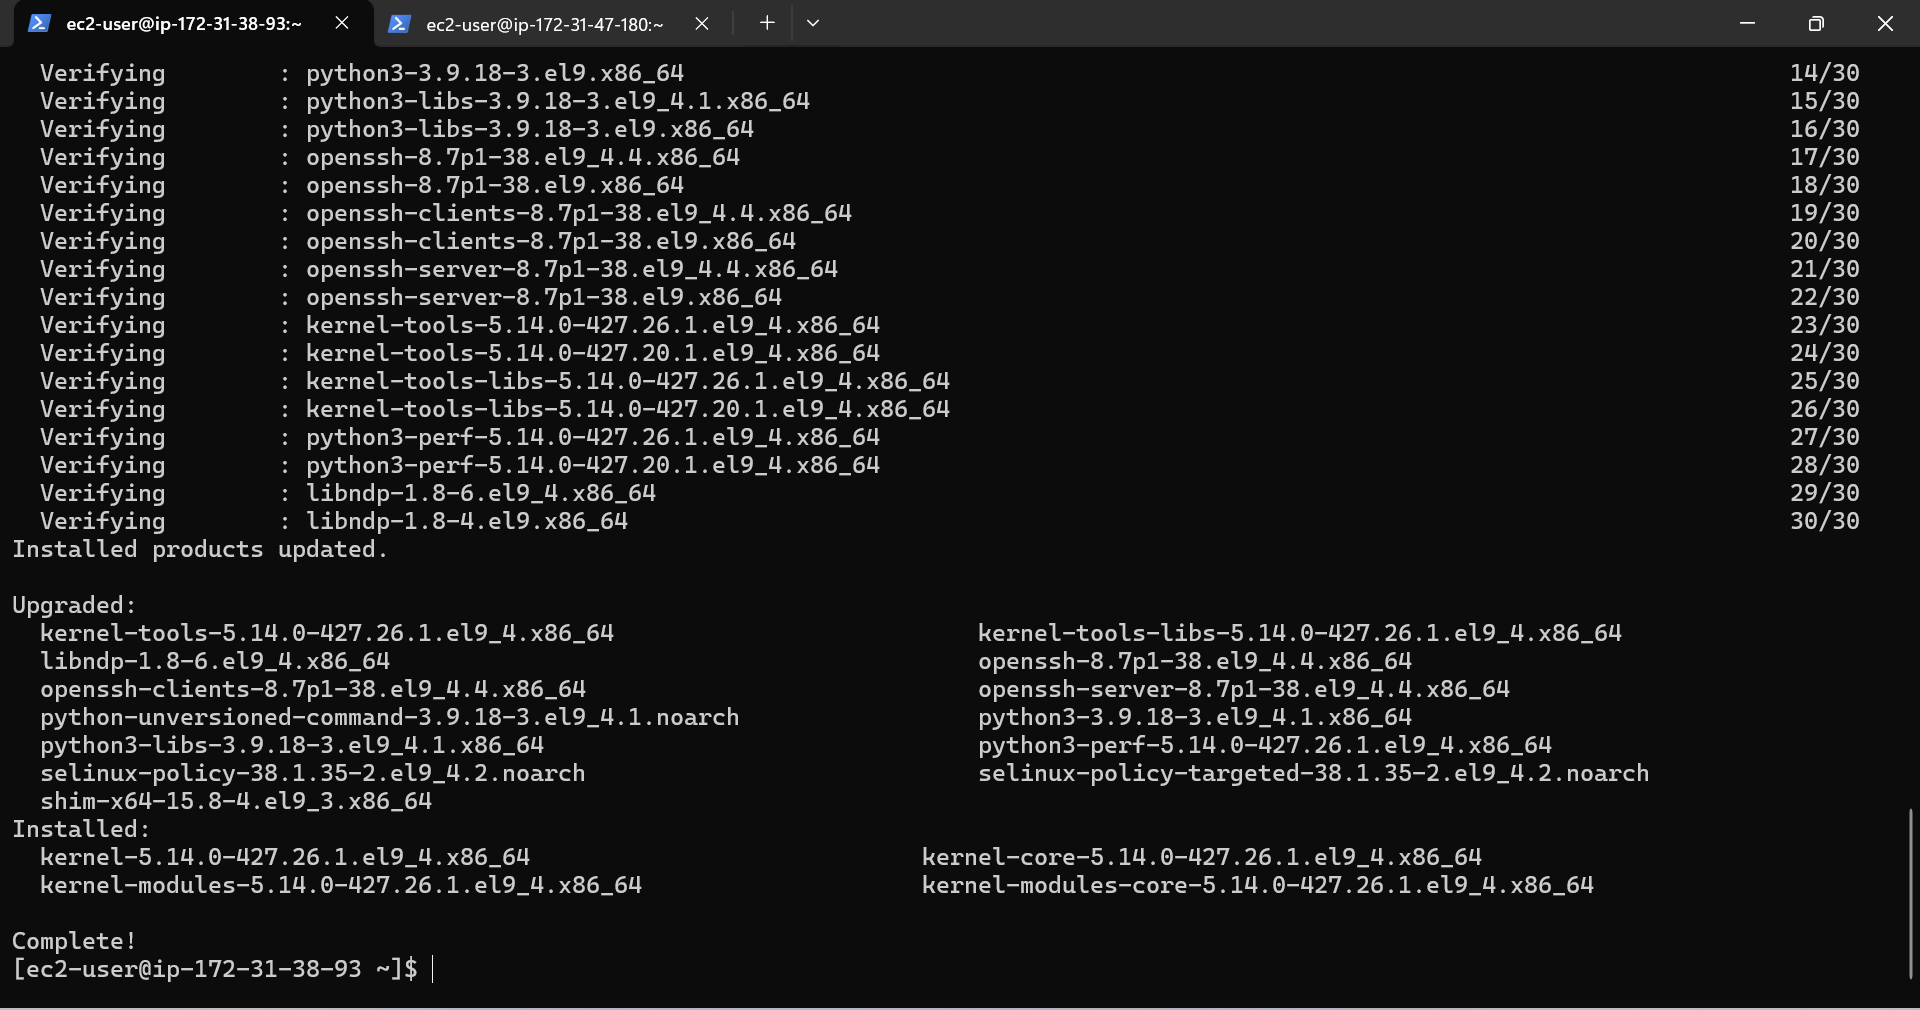 ec2-user@ip-172-31-38-93:~ ec2-user@ip-172-31-47-180:~
Verifying : python3-3.9.18-3.el9.x86_64 14/30
Verifying : python3-libs-3.9.18-3.el9_4.1.x86_64 15/30
Verifying : python3-libs-3.9.18-3.el9.x86_64 16/30
Verifying : openssh-8.7p1-38.el9_4.4.x86_64 17/30
Verifying : openssh-8.7p1-38.el9.x86_64 18/30
Verifying : openssh-clients-8.7p1-38.el9_4.4.x86_64 19/30
Verifying : openssh-clients-8.7p1-38.el9.x86_64 20/30
Verifying : openssh-server-8.7p1-38.el9_4.4.x86_64 21/30
Verifying : openssh-server-8.7p1-38.el9.x86_64 22/30
Verifying : kernel-tools-5.14.0-427.26.1.el9_4.x86_64 23/30
Verifying : kernel-tools-5.14.0-427.20.1.el9_4.x86_64 24/30
Verifying : kernel-tools-libs-5.14.0-427.26.1.el9_4.x86_64 25/30
Verifying : kernel-tools-libs-5.14.0-427.20.1.el9_4.x86_64 26/30
Verifying : python3-perf-5.14.0-427.26.1.el9_4.x86_64 27/30
Verifying : python3-perf-5.14.0-427.20.1.el9_4.x86_64 28/30
Verifying : libndp-1.8-6.el9_4.x86_64 29/30
Verifying : libndp-1.8-4.el9.x86_64 30/30
Installed products updated.
Upgraded:
kernel-tools-5.14.0-427.26.1.el9_4.x86_64 kernel-tools-libs-5.14.0-427.26.1.el9_4.x86_64
libndp-1.8-6.el9_4.x86_64 openssh-8.7p1-38.el9_4.4.x86_64
openssh-clients-8.7p1-38.el9_4.4.x86_64 openssh-server-8.7p1-38.el9_4.4.x86_64
python-unversioned-command-3.9.18-3.el9_4.1.noarch python3-3.9.18-3.el9_4.1.x86_64
python3-libs-3.9.18-3.el9_4.1.x86_64 python3-perf-5.14.0-427.26.1.el9_4.x86_64
selinux-policy-38.1.35-2.el9_4.2.noarch selinux-policy-targeted-38.1.35-2.el9_4.2.noarch
shim-x64-15.8-4.el9_3.x86_64
Installed:
kernel-5.14.0-427.26.1.el9_4.x86_64 kernel-core-5.14.0-427.26.1.el9_4.x86_64
kernel-modules-5.14.0-427.26.1.el9_4.x86_64 kernel-modules-core-5.14.0-427.26.1.el9_4.x86_64
Complete!
[ec2-user@ip-172-31-38-93 ~]$